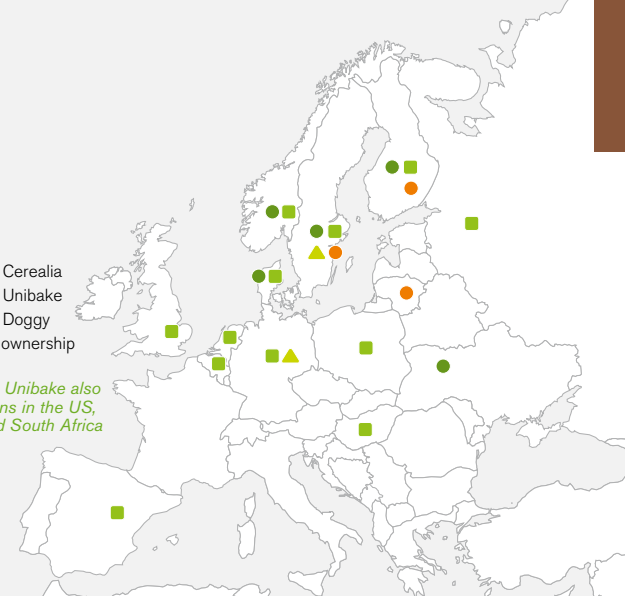 Cerealia
Unibake
Doggy
ownership
Unibake also
ns in the US,
d South Africa